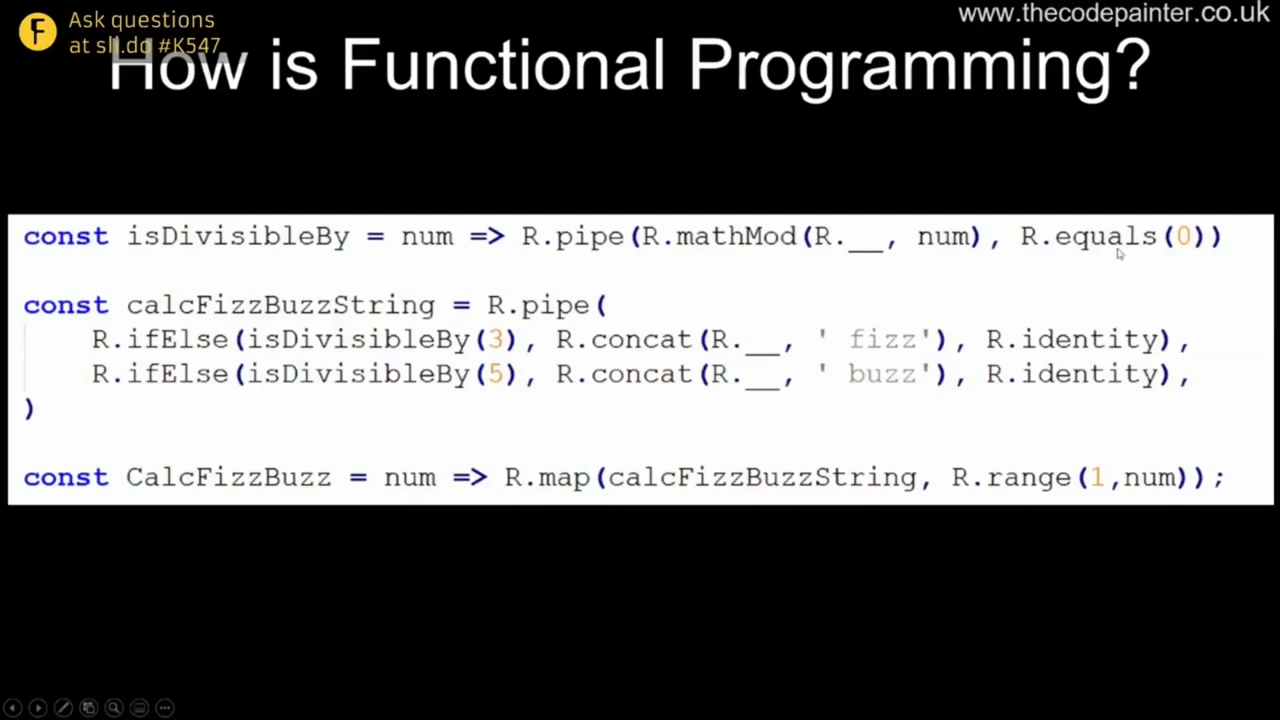 Ask questions
at sli.do #K547
www.thecodepainter.co.uk
How is Functional Programming?
const isDivisibleBy = num => R.pipe(R.mathMod(R.__, num), R.equals(0))
const calcFizzBuzzString = R.pipe(
    R.ifElse(isDivisibleBy(3), R.concat(R.__, ' fizz'), R.identity),
    R.ifElse(isDivisibleBy(5), R.concat(R.__, ' buzz'), R.identity),
)
const CalcFizzBuzz = num => R.map(calcFizzBuzzString, R.range(1,num));